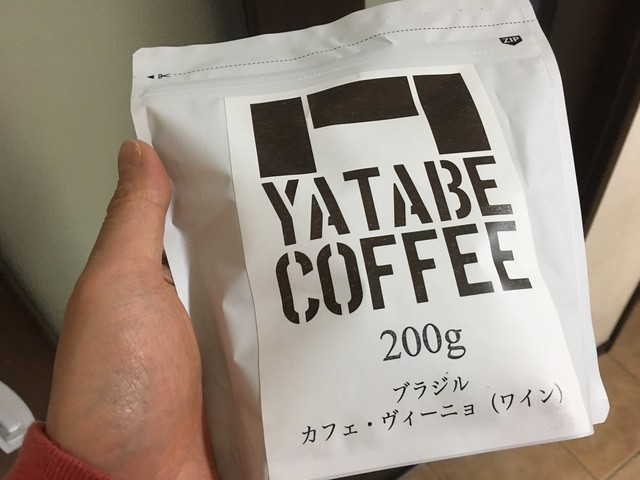 ZIP
YATABE
COFFEE
200g
ブラジル
カフェ・ヴィーニョ（ワイン）